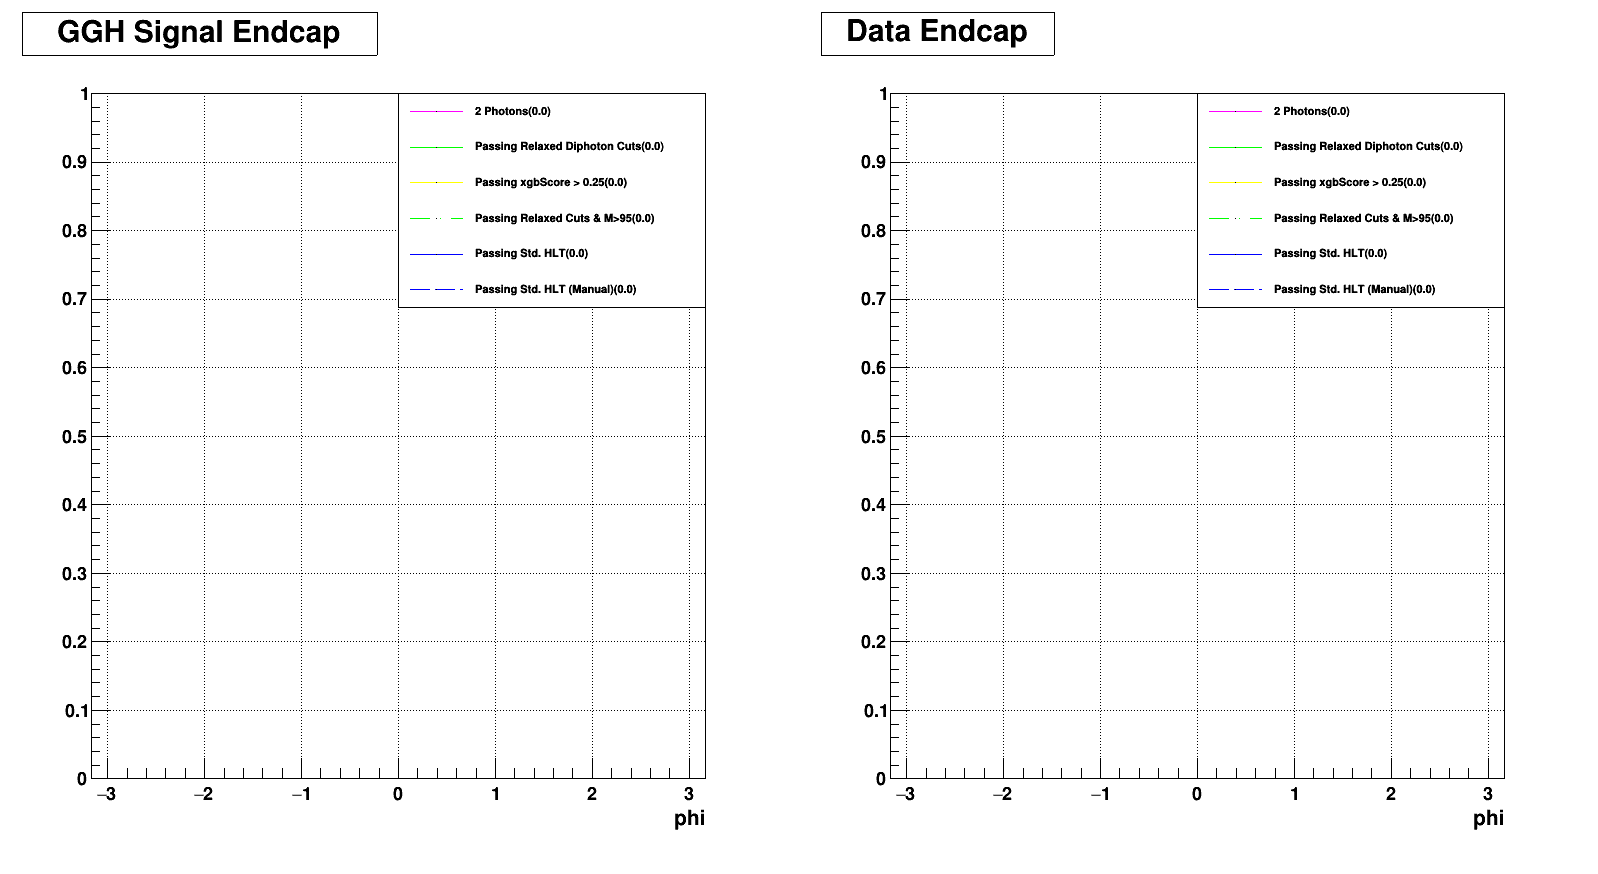 GGH Signal Endcap
1
0.9
0.8
0.7
0.6
0.5
0.4
0.3
0.2
0.1
0
2 Photons(0.0)
Passing Relaxed Diphoton Cuts(0.0)
Passing xgbScore > 0.25(0.0)
Passing Relaxed Cuts & M>95(0.0)
Passing Std. HLT(0.0)
Passing Std. HLT (Manual)(0.0)
−3 −2 −1 0 1 2 3
phi
Data Endcap
1
0.9
0.8
0.7
0.6
0.5
0.4
0.3
0.2
0.1
0
2 Photons(0.0)
Passing Relaxed Diphoton Cuts(0.0)
Passing xgbScore > 0.25(0.0)
Passing Relaxed Cuts & M>95(0.0)
Passing Std. HLT(0.0)
Passing Std. HLT (Manual)(0.0)
−3 −2 −1 0 1 2 3
phi